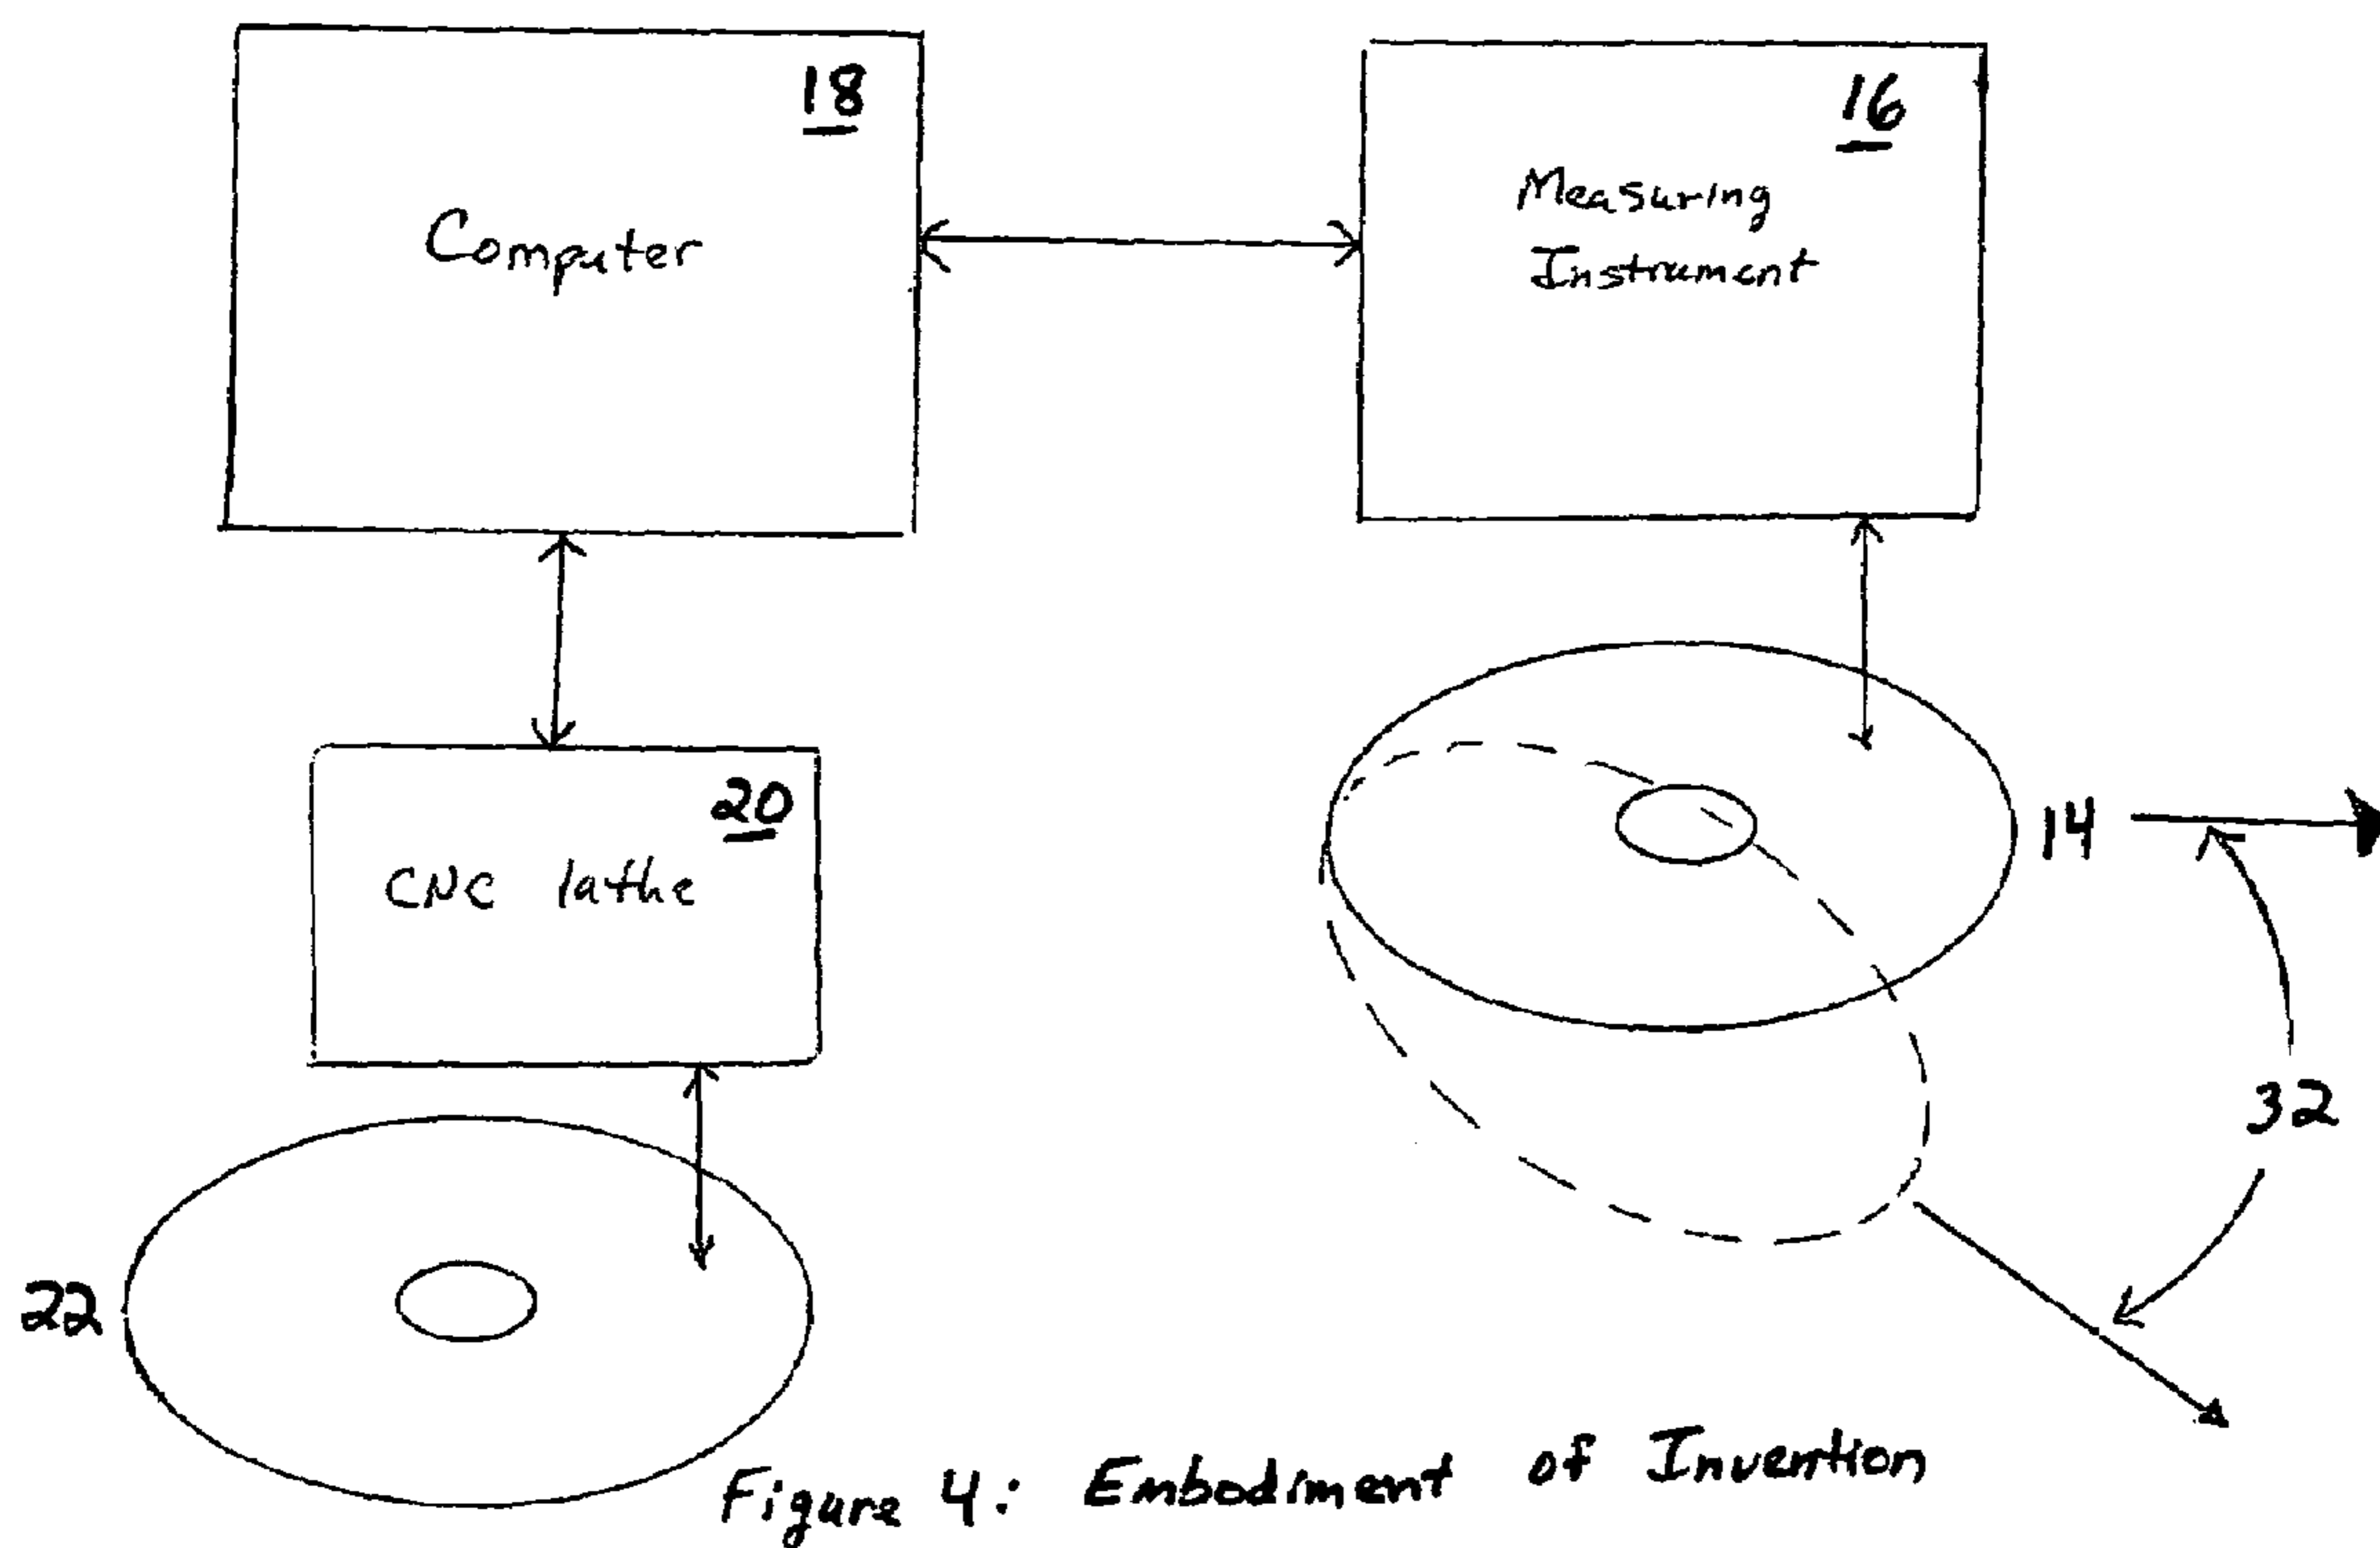 18
Computer
16
Measuring
Instrument
20
CNC lathe
14
32
22
Figure 4: Embodiment of Invention